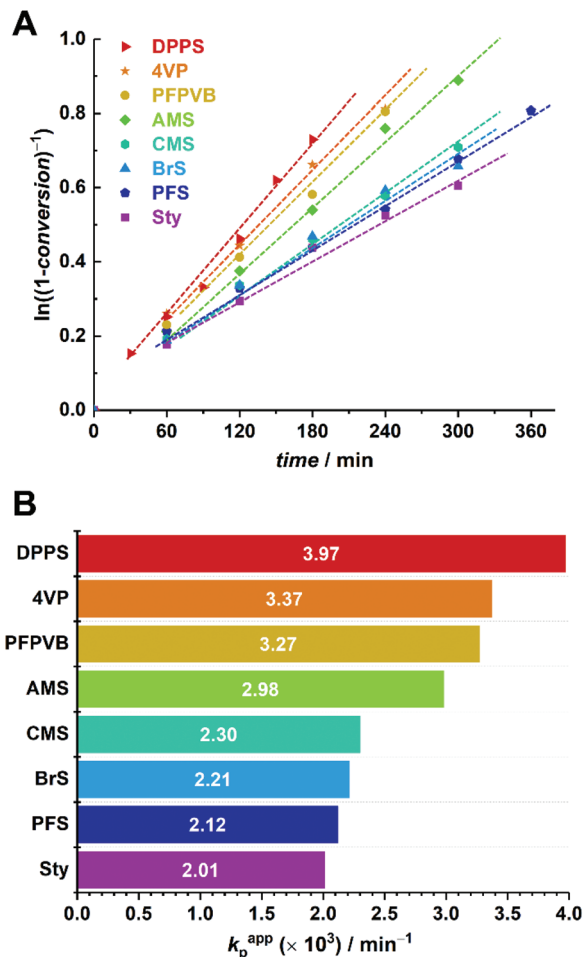 A
ln((1-conversion)⁻¹)
1.0
0.8
0.6
0.4
0.2
0.0
DPPS
4VP
PFPVB
AMS
CMS
BrS
PFS
Sty
0 60 120 180 240 300 360
time / min
B
DPPS 3.97
4VP 3.37
PFPVB 3.27
AMS 2.98
CMS 2.30
BrS 2.21
PFS 2.12
Sty 2.01
0.0 0.5 1.0 1.5 2.0 2.5 3.0 3.5 4.0
kₚᵃᵖᵖ (× 10³) / min⁻¹